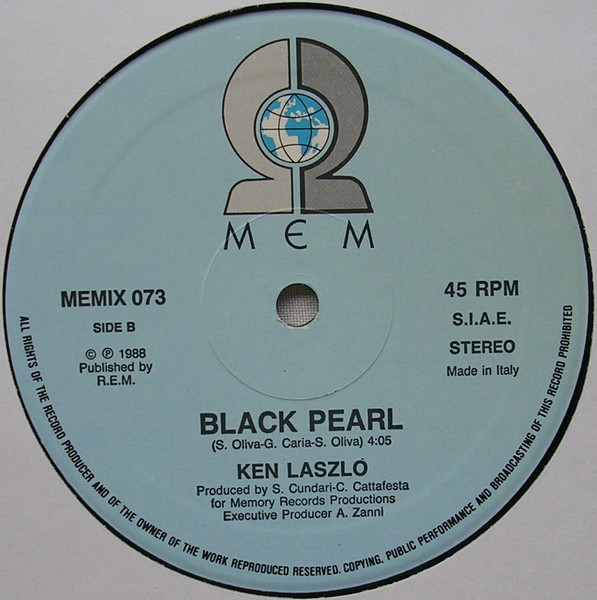 MEM
MEMIX 073
SIDE B
© ℗ 1988
Published by
R.E.M.
45 RPM
S.I.A.E.
STEREO
Made in Italy
BLACK PEARL
(S. Oliva-G. Caria-S. Oliva) 4:05
KEN LASZLÓ
Produced by S. Cundari-C. Cattafesta
for Memory Records Productions
Executive Producer A. Zanni
ALL RIGHTS OF THE RECORD PRODUCER AND OF THE OWNER OF THE WORK REPRODUCED RESERVED. COPYING, PUBLIC PERFORMANCE AND BROADCASTING OF THIS RECORD PROHIBITED